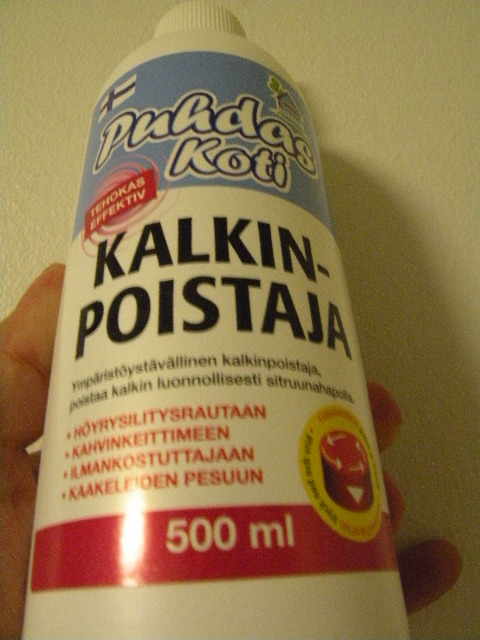 Puhdas
Koti
TEHOKAS
EFFEKTIV
KALKIN-
POISTAJA
Ympäristöystävällinen kalkinpoistaja,
poistaa kalkin luonnollisesti sitruunahapolla.
• HÖYRYSILITYSRAUTAAN
• KAHVINKEITTIMEEN
• ILMANKOSTUTTAJAAN
• KAAKELEIDEN PESUUN
500 ml